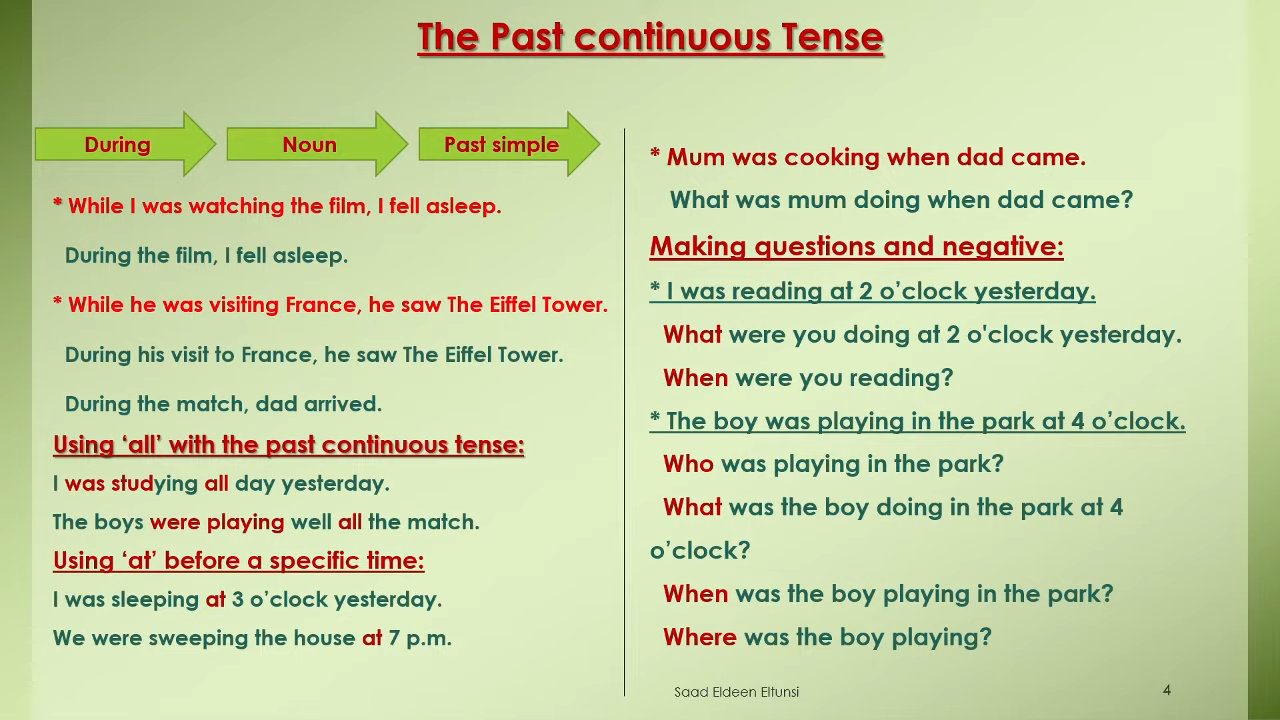 The Past continuous Tense
During
Noun
Past simple
* While I was watching the film, I fell asleep.
During the film, I fell asleep.
* While he was visiting France, he saw The Eiffel Tower.
During his visit to France, he saw The Eiffel Tower.
During the match, dad arrived.
Using ‘all’ with the past continuous tense:
I was studying all day yesterday.
The boys were playing well all the match.
Using ‘at’ before a specific time:
I was sleeping at 3 o’clock yesterday.
We were sweeping the house at 7 p.m.
* Mum was cooking when dad came.
What was mum doing when dad came?
Making questions and negative:
* I was reading at 2 o’clock yesterday.
What were you doing at 2 o'clock yesterday.
When were you reading?
* The boy was playing in the park at 4 o’clock.
Who was playing in the park?
What was the boy doing in the park at 4
o’clock?
When was the boy playing in the park?
Where was the boy playing?
Saad Eldeen Eltunsi
4